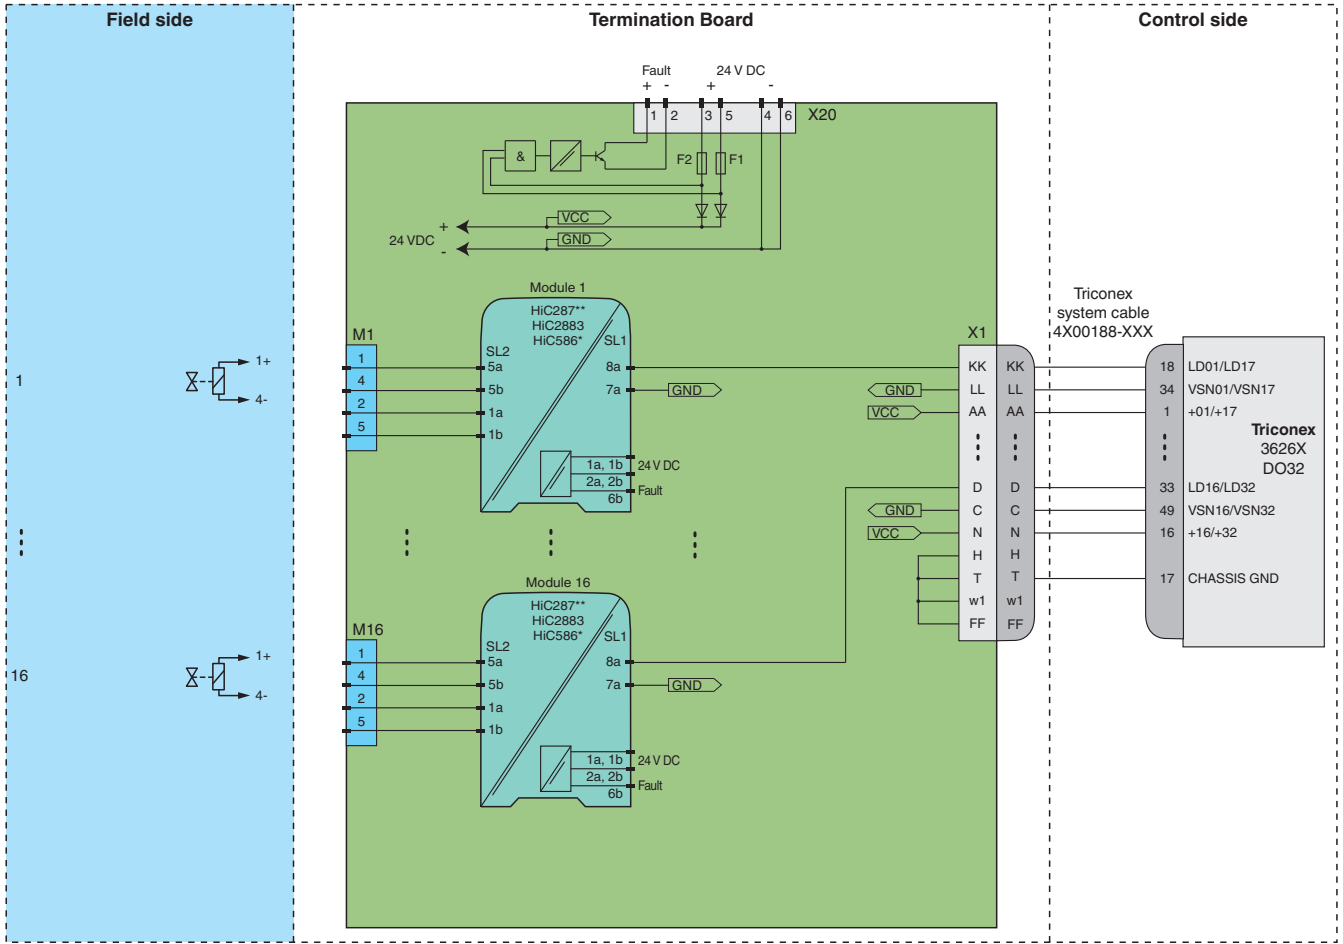 Field side
Termination Board
Control side
Fault
24 V DC
+ - + -
1 2 3 5 4 6
X20
&
F2
F1
VCC
+
24 VDC
-
GND
Module 1
HiC287**
HiC2883
HiC586*
M1
SL2
SL1
1
5a
8a
4
5b
7a
GND
2
1a
5
1b
1a, 1b
24 V DC
2a, 2b
Fault
6b
1
1+
4-
Triconex
system cable
4X00188-XXX
X1
KK KK 18 LD01/LD17
GND LL LL 34 VSN01/VSN17
VCC AA AA 1 +01/+17
Triconex
3626X
DO32
D D 33 LD16/LD32
GND C C 49 VSN16/VSN32
VCC N N 16 +16/+32
H H
T T 17 CHASSIS GND
w1 w1
FF FF
Module 16
HiC287**
HiC2883
HiC586*
M16
SL2
SL1
1
5a
8a
4
5b
7a
GND
2
1a
5
1b
1a, 1b
24 V DC
2a, 2b
Fault
6b
16
1+
4-